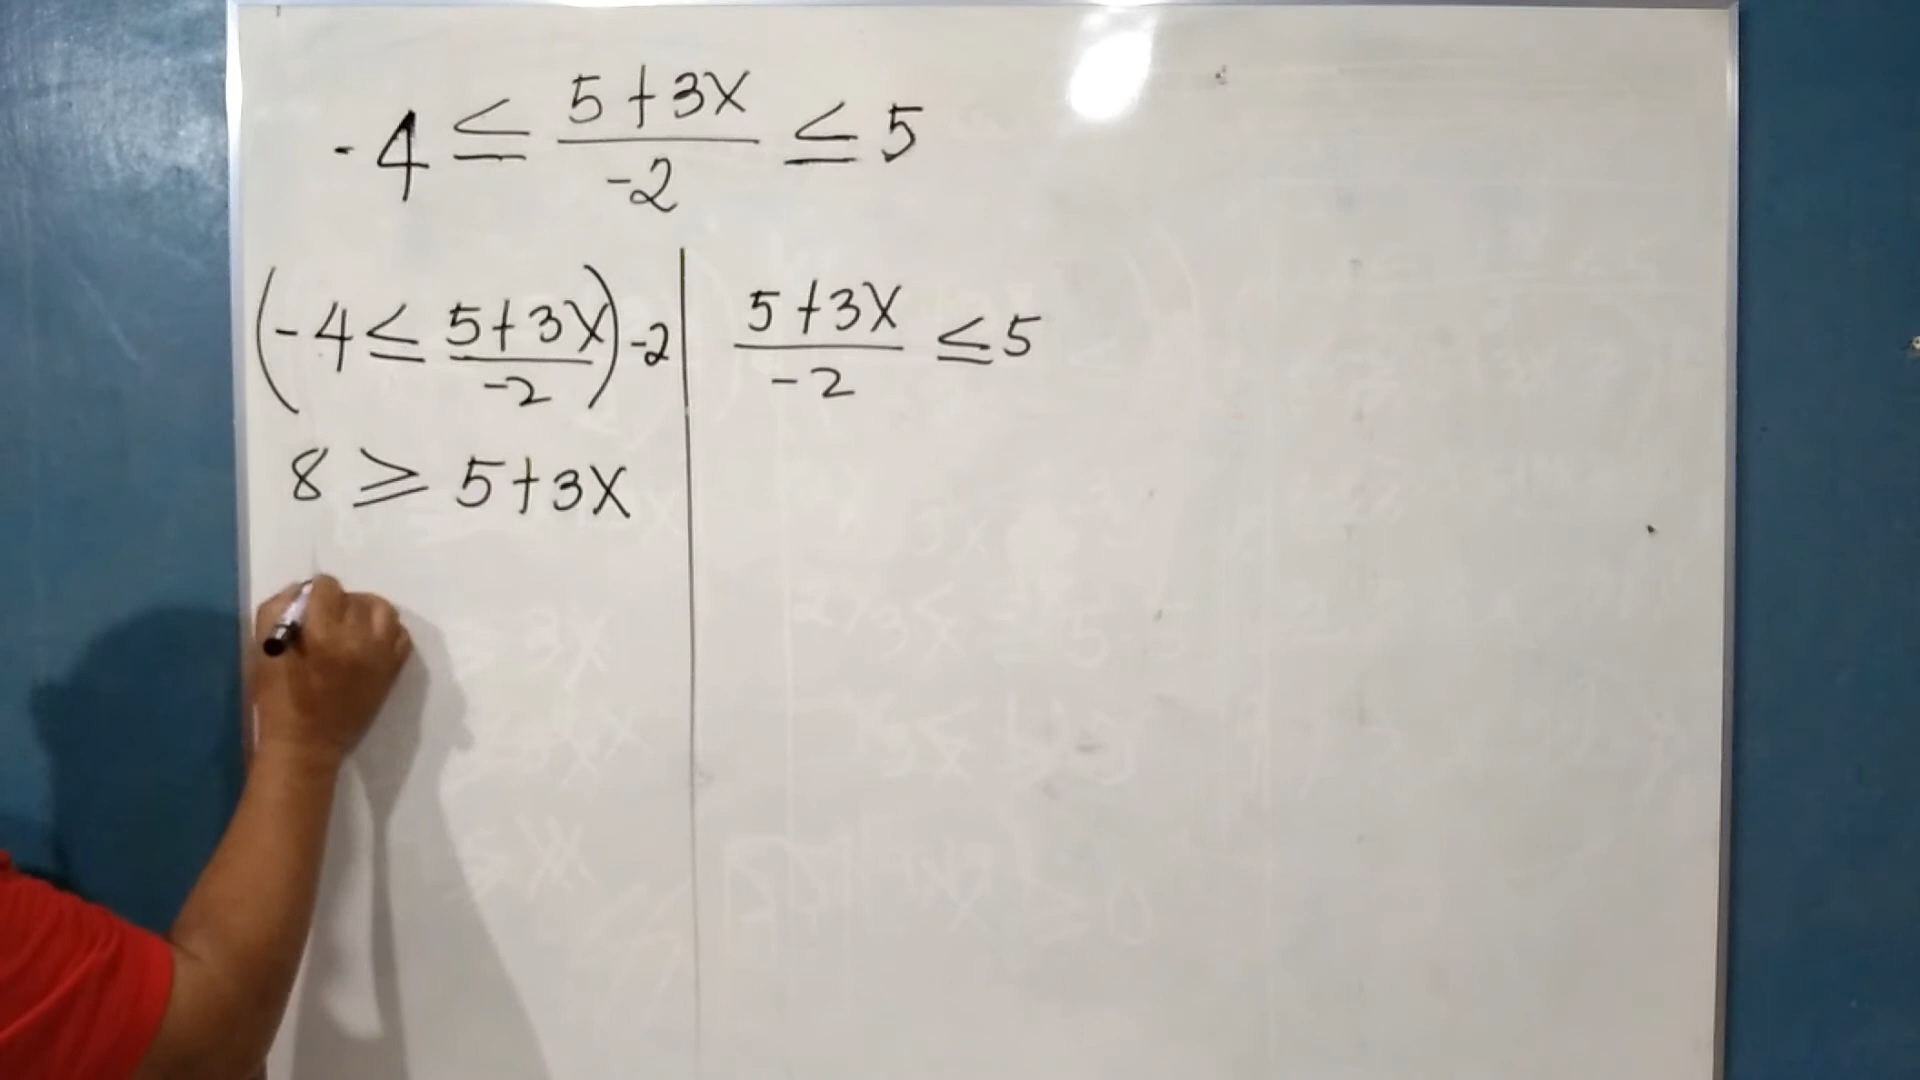 -4 ≤ 5+3X/-2 ≤ 5
(-4 ≤ 5+3X/-2)-2
8 ≥ 5+3X
5+3X/-2 ≤5